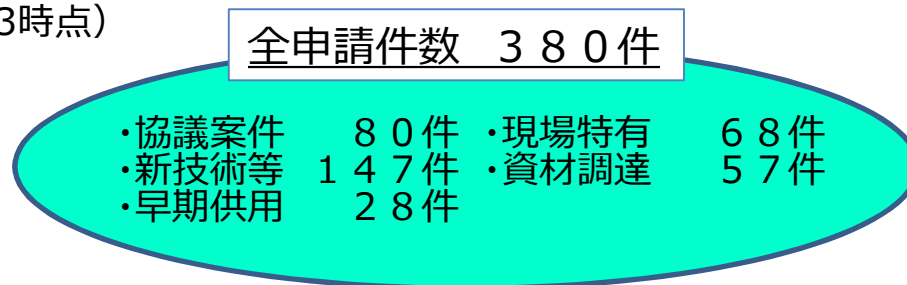 3時点）
全申請件数　３８０件
・協議案件　　８０件　・現場特有　　６８件
・新技術等　１４７件　・資材調達　　５７件
・早期供用　　２８件